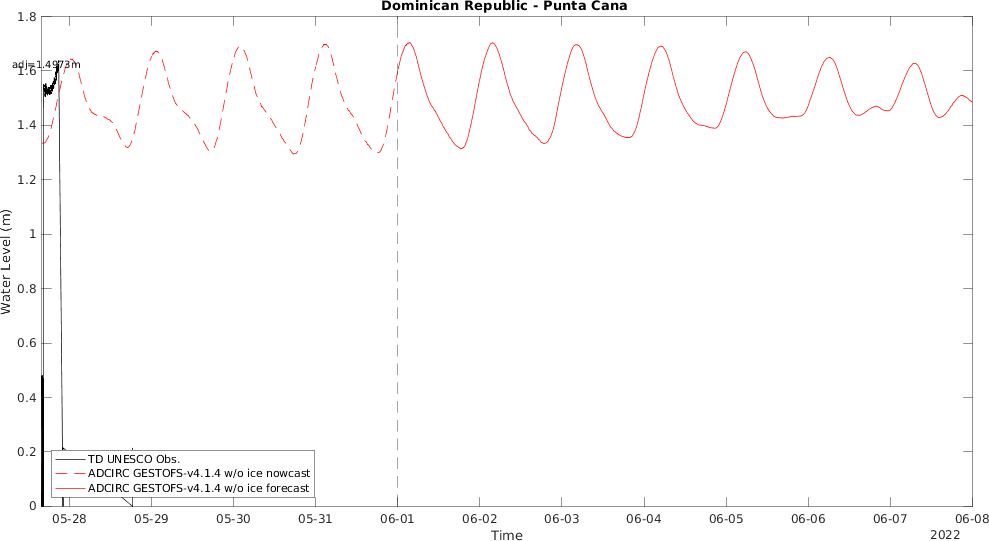 Dominican Republic - Punta Cana
1.8
1.6
1.4
1.2
1
0.8
0.6
0.4
0.2
0
adj=1.4973m
Water Level (m)
TD UNESCO Obs.
ADCIRC GESTOFS-v4.1.4 w/o ice nowcast
ADCIRC GESTOFS-v4.1.4 w/o ice forecast
05-28 05-29 05-30 05-31 06-01 06-02 06-03 06-04 06-05 06-06 06-07 06-08
Time
2022